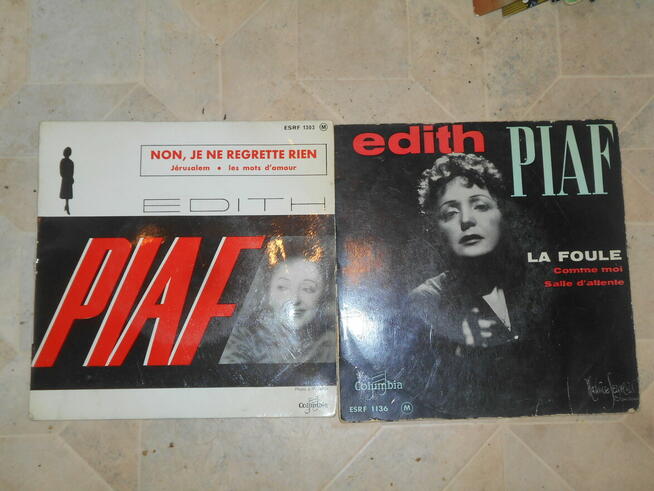 ESRF 1303 M
NON, JE NE REGRETTE RIEN
Jérusalem • les mots d'amour
EDITH
PIAF
Columbia
edith PIAF
LA FOULE
Comme moi
Salle d'attente
Columbia
ESRF 1136 M